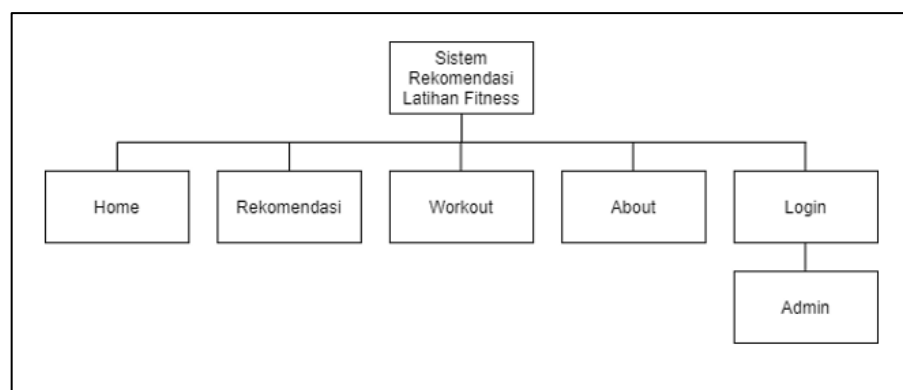 Sistem
Rekomendasi
Latihan Fitness
Home
Rekomendasi
Workout
About
Login
Admin